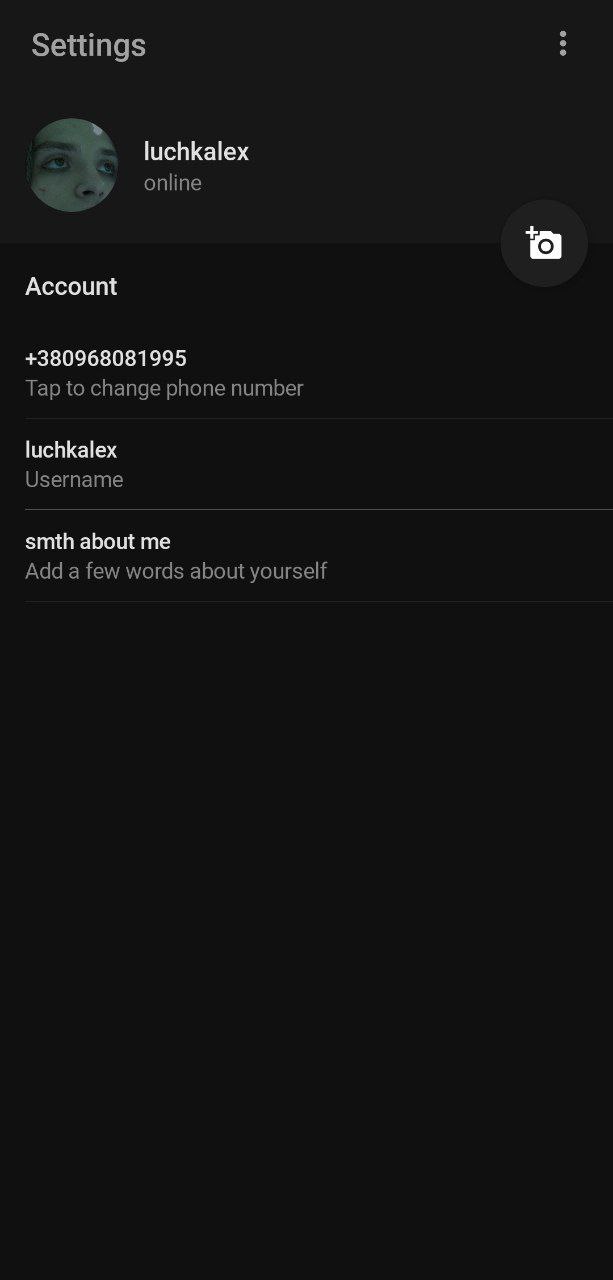 Settings
luchkalex
online
Account
+380968081995
Tap to change phone number
luchkalex
Username
smth about me
Add a few words about yourself